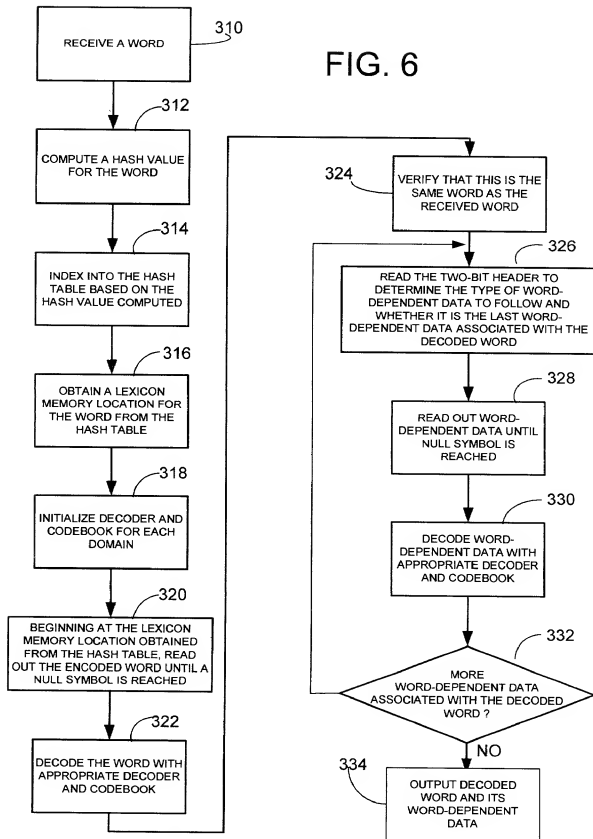 310
RECEIVE A WORD
FIG. 6
312
COMPUTE A HASH VALUE
FOR THE WORD
314
INDEX INTO THE HASH
TABLE BASED ON THE
HASH VALUE COMPUTED
316
OBTAIN A LEXICON
MEMORY LOCATION FOR
THE WORD FROM THE
HASH TABLE
318
INITIALIZE DECODER AND
CODEBOOK FOR EACH
DOMAIN
320
BEGINNING AT THE LEXICON
MEMORY LOCATION OBTAINED
FROM THE HASH TABLE, READ
OUT THE ENCODED WORD UNTIL A
NULL SYMBOL IS REACHED
322
DECODE THE WORD WITH
APPROPRIATE DECODER
AND CODEBOOK
324
VERIFY THAT THIS IS THE
SAME WORD AS THE
RECEIVED WORD
326
READ THE TWO-BIT HEADER TO
DETERMINE THE TYPE OF WORD-
DEPENDENT DATA TO FOLLOW AND
WHETHER IT IS THE LAST WORD-
DEPENDENT DATA ASSOCIATED WITH THE
DECODED WORD
328
READ OUT WORD-
DEPENDENT DATA UNTIL
NULL SYMBOL IS
REACHED
330
DECODE WORD-
DEPENDENT DATA WITH
APPROPRIATE DECODER
AND CODEBOOK
332
MORE
WORD-DEPENDENT DATA
ASSOCIATED WITH THE DECODED
WORD ?
NO
334
OUTPUT DECODED
WORD AND ITS
WORD-DEPENDENT
DATA